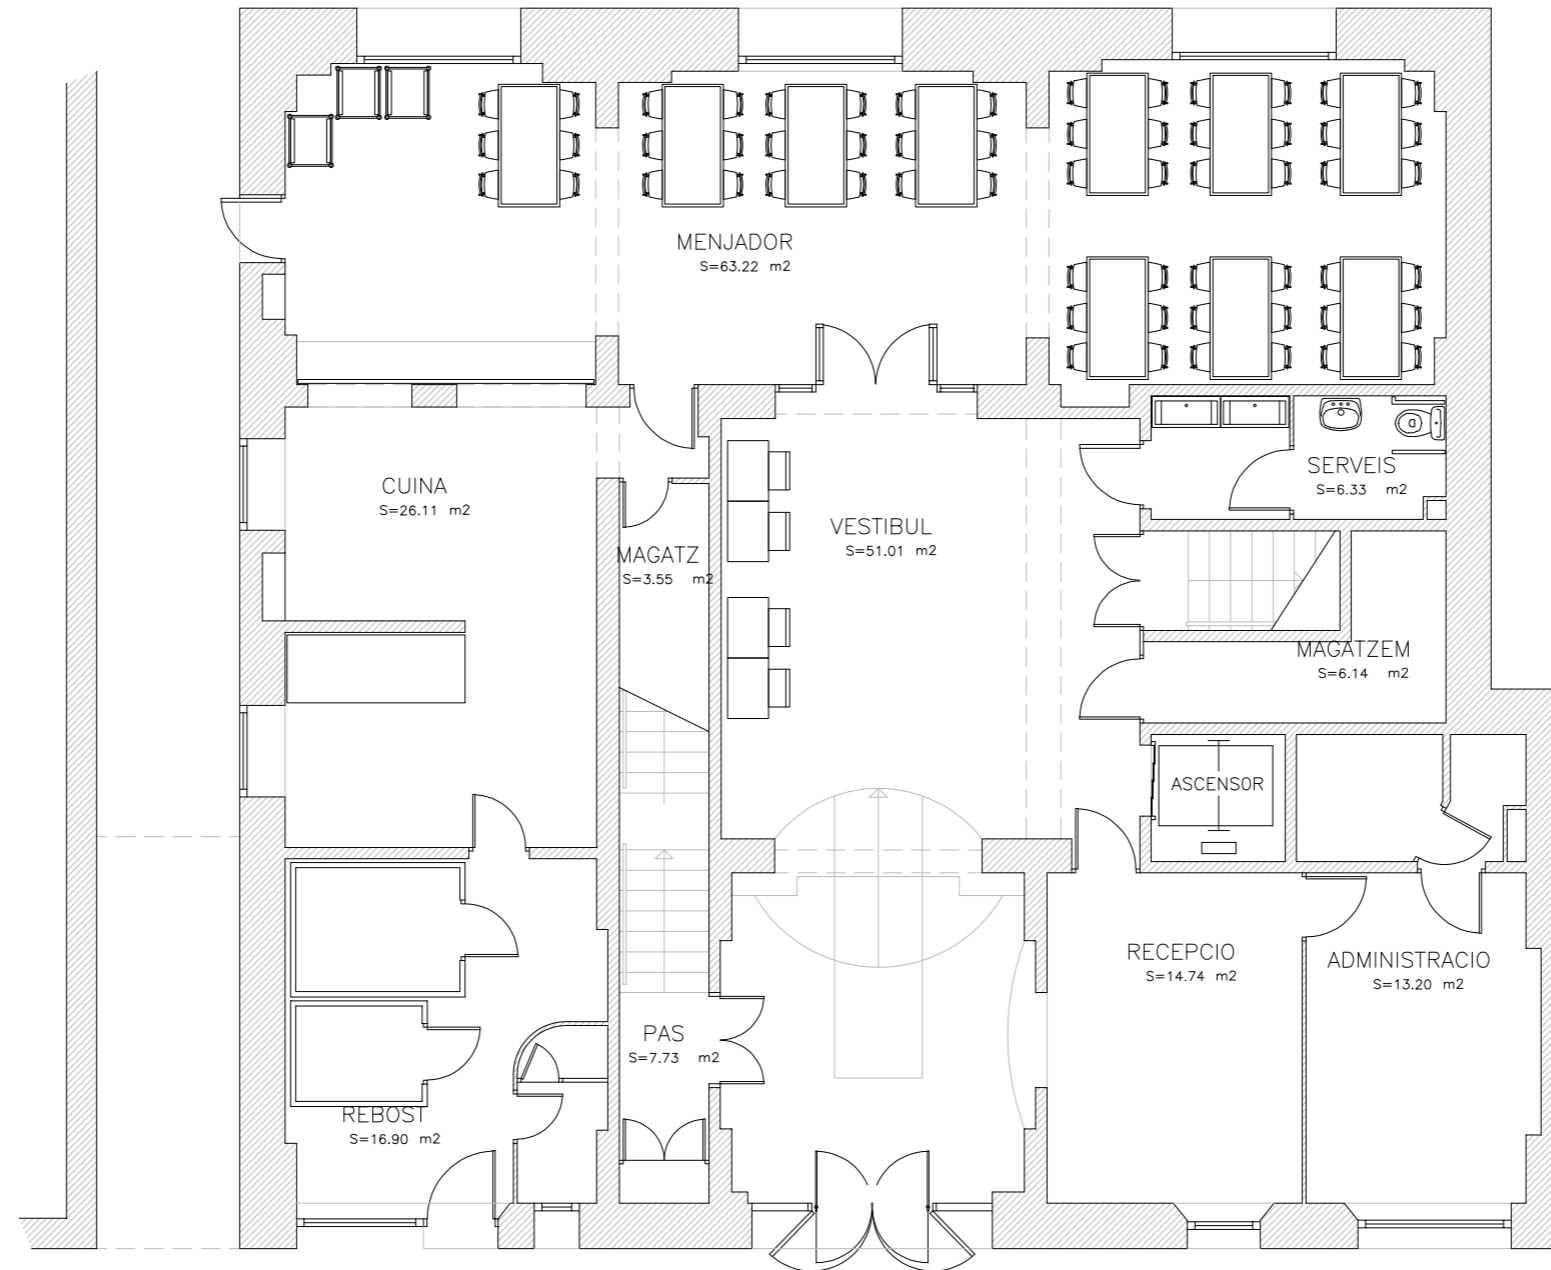 MENJADOR
S=63.22 m2
CUINA
S=26.11 m2
SERVEIS
S=6.33 m2
VESTIBUL
S=51.01 m2
MAGATZ
S=3.55 m2
MAGATZEM
S=6.14 m2
ASCENSOR
RECEPCIO
S=14.74 m2
ADMINISTRACIO
S=13.20 m2
PAS
S=7.73 m2
REBOST
S=16.90 m2